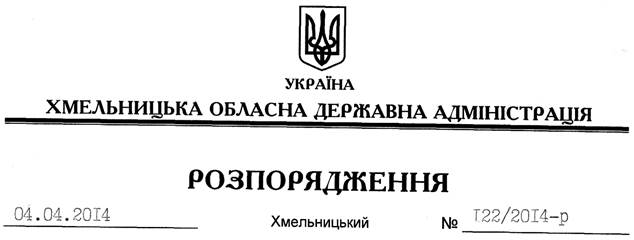 УКРАЇНА
ХМЕЛЬНИЦЬКА ОБЛАСНА ДЕРЖАВНА АДМІНІСТРАЦІЯ
РОЗПОРЯДЖЕННЯ
04.04.2014 Хмельницький № 122/2014-р